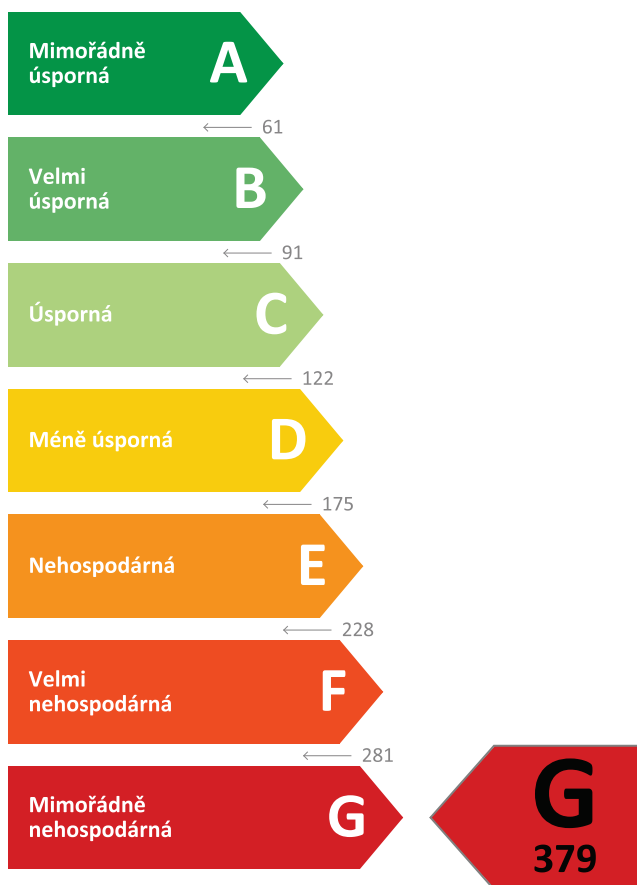 Mimořádně
úsporná
A
61
Velmi
úsporná
B
91
Úsporná
C
122
Méně úsporná
D
175
Nehospodárná
E
228
Velmi
nehospodárná
F
281
Mimořádně
nehospodárná
G
G
379